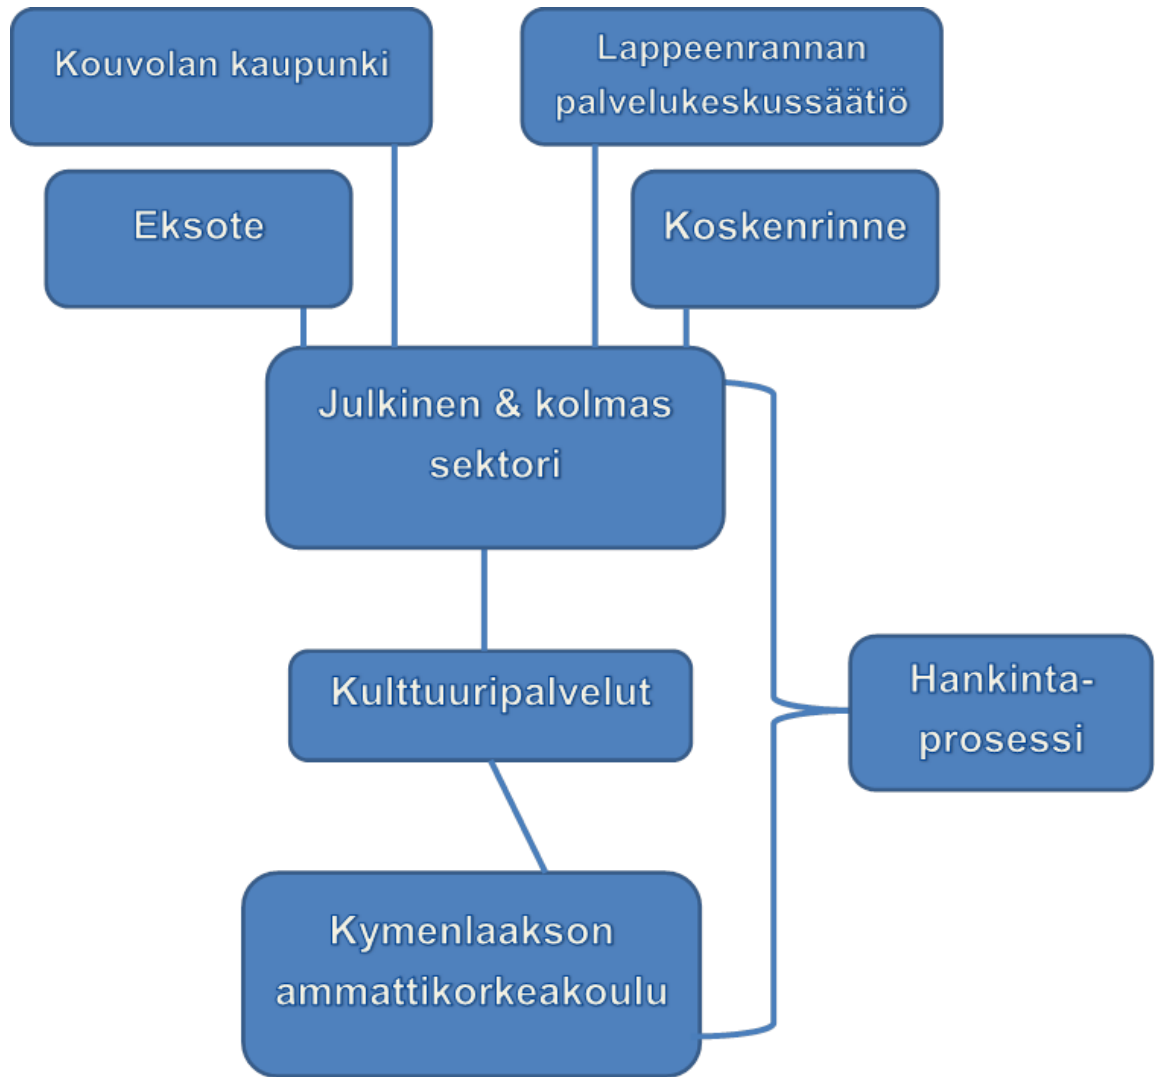 Kouvolan kaupunki
Lappeenrannan
palvelukeskussäätiö
Eksote
Koskenrinne
Julkinen & kolmas
sektori
Kulttuuripalvelut
Hankinta-
prosessi
Kymenlaakson
ammattikorkeakoulu